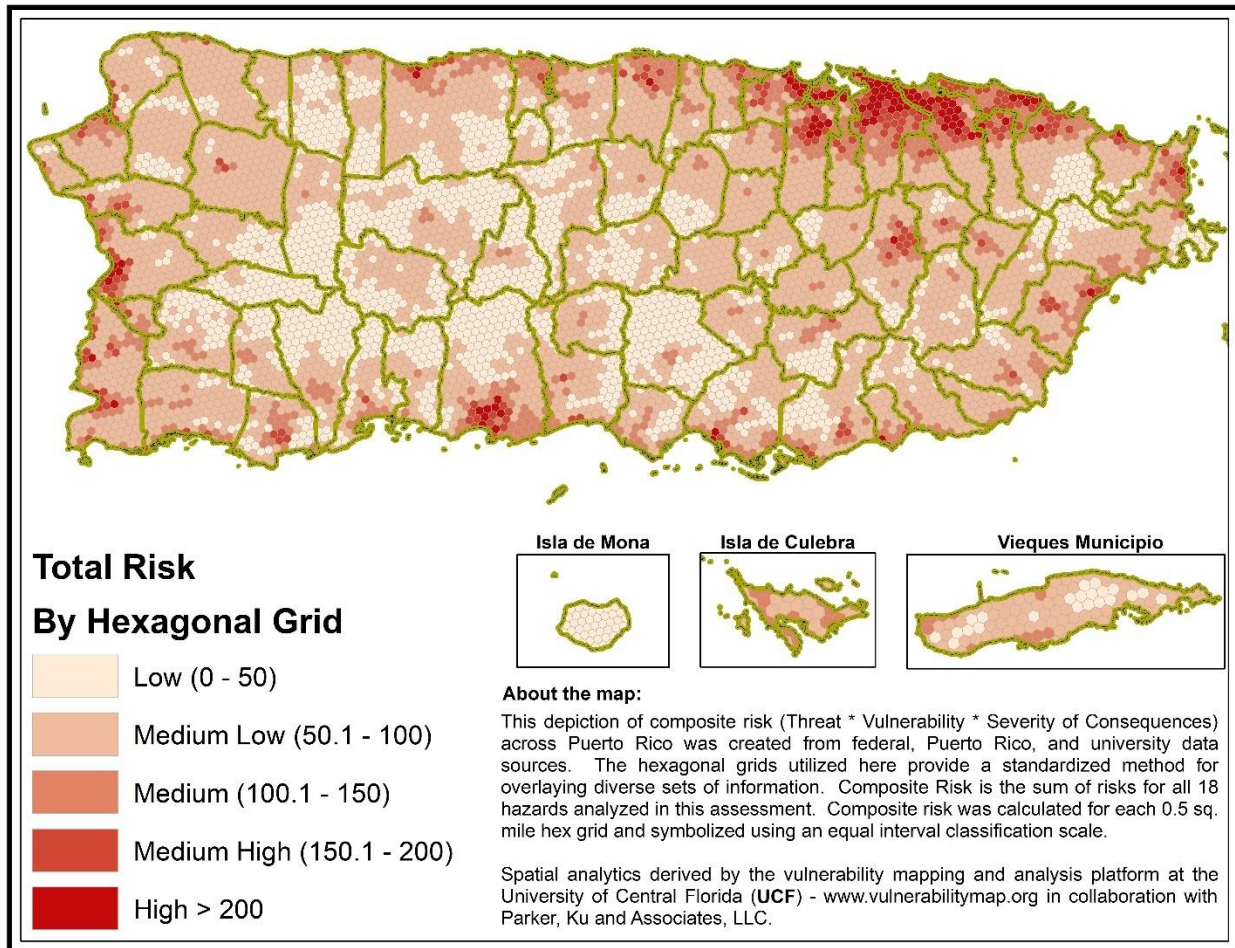 Isla de Mona
Isla de Culebra
Vieques Municipio
Total Risk
By Hexagonal Grid
Low (0 - 50)
Medium Low (50.1 - 100)
Medium (100.1 - 150)
Medium High (150.1 - 200)
High > 200
About the map:
This depiction of composite risk (Threat * Vulnerability * Severity of Consequences)
across Puerto Rico was created from federal, Puerto Rico, and university data
sources. The hexagonal grids utilized here provide a standardized method for
overlaying diverse sets of information. Composite Risk is the sum of risks for all 18
hazards analyzed in this assessment. Composite risk was calculated for each 0.5 sq.
mile hex grid and symbolized using an equal interval classification scale.
Spatial analytics derived by the vulnerability mapping and analysis platform at the
University of Central Florida (UCF) - www.vulnerabilitymap.org in collaboration with
Parker, Ku and Associates, LLC.